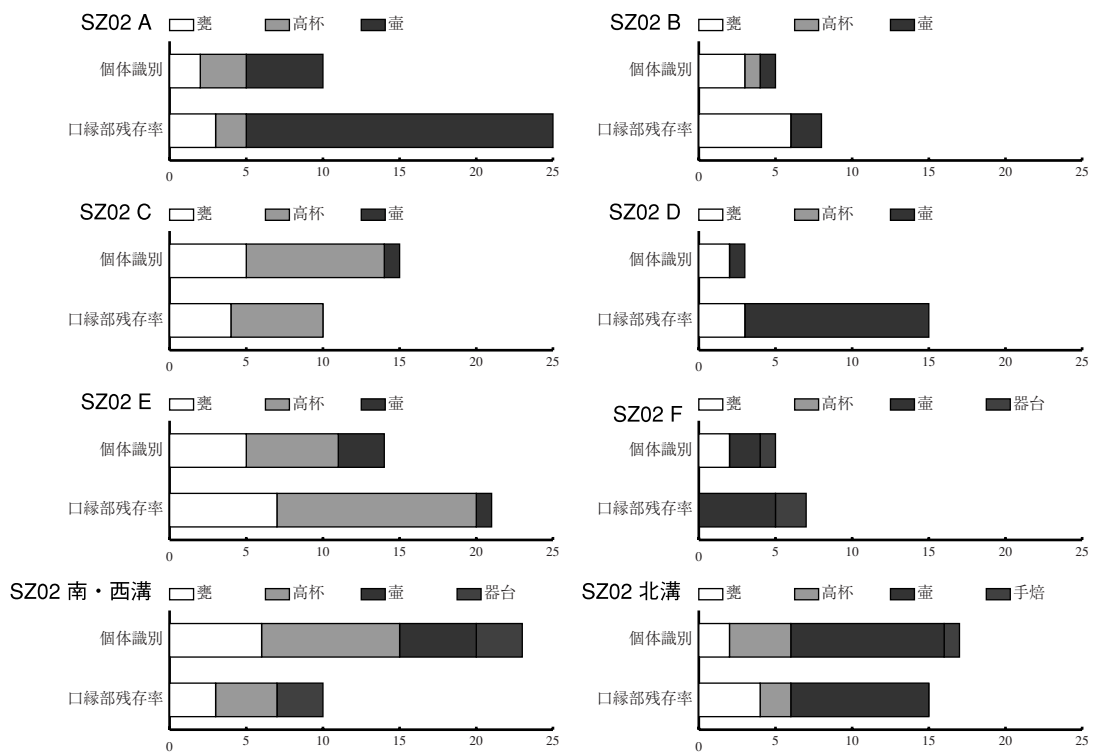 SZ02 A 甕 高杯 壷
個体識別
口縁部残存率
0 5 10 15 20 25
SZ02 B 甕 高杯 壷
個体識別
口縁部残存率
0 5 10 15 20 25
SZ02 C 甕 高杯 壷
個体識別
口縁部残存率
0 5 10 15 20 25
SZ02 D 甕 高杯 壷
個体識別
口縁部残存率
0 5 10 15 20 25
SZ02 E 甕 高杯 壷
個体識別
口縁部残存率
0 5 10 15 20 25
SZ02 F 甕 高杯 壷 器台
個体識別
口縁部残存率
0 5 10 15 20 25
SZ02 南・西溝 甕 高杯 壷 器台
個体識別
口縁部残存率
0 5 10 15 20 25
SZ02 北溝 甕 高杯 壷 手焙
個体識別
口縁部残存率
0 5 10 15 20 25